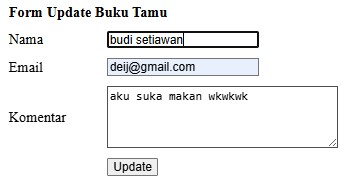 Form Update Buku Tamu
Nama budi setiawan
Email deij@gmail.com
Komentar aku suka makan wkwkwk
Update